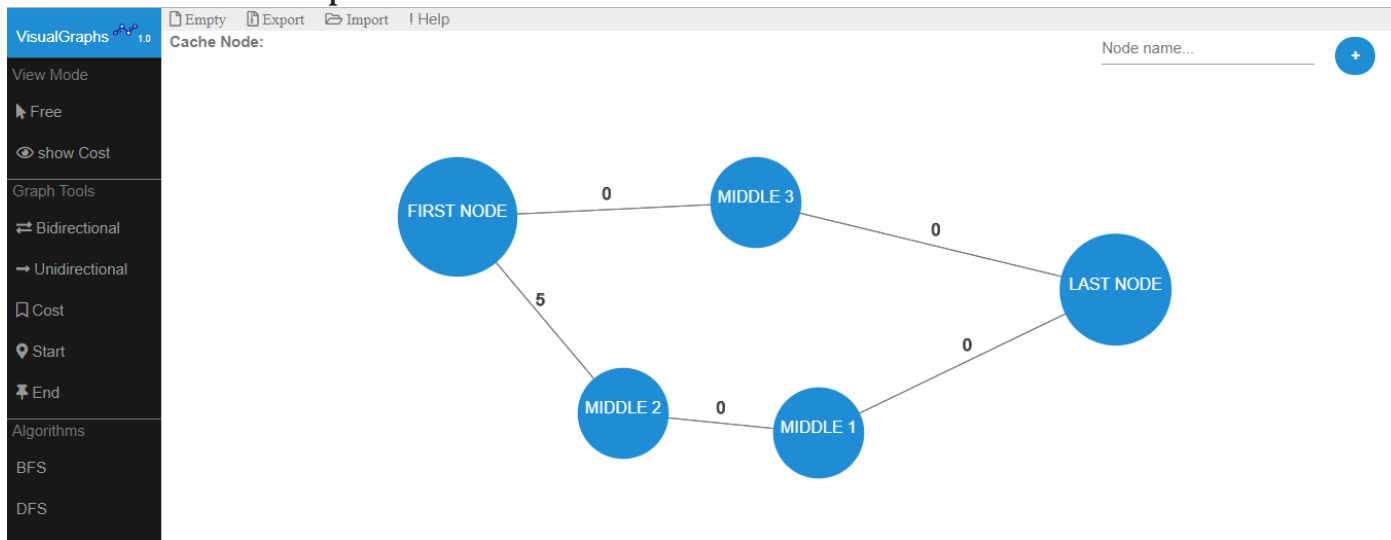 VisualGraphs 1.0
Empty Export Import ! Help
Cache Node:
Node name...
+
View Mode
Free
show Cost
Graph Tools
Bidirectional
Unidirectional
Cost
Start
End
Algorithms
BFS
DFS
FIRST NODE
0
MIDDLE 3
0
LAST NODE
5
0
MIDDLE 2
0
MIDDLE 1